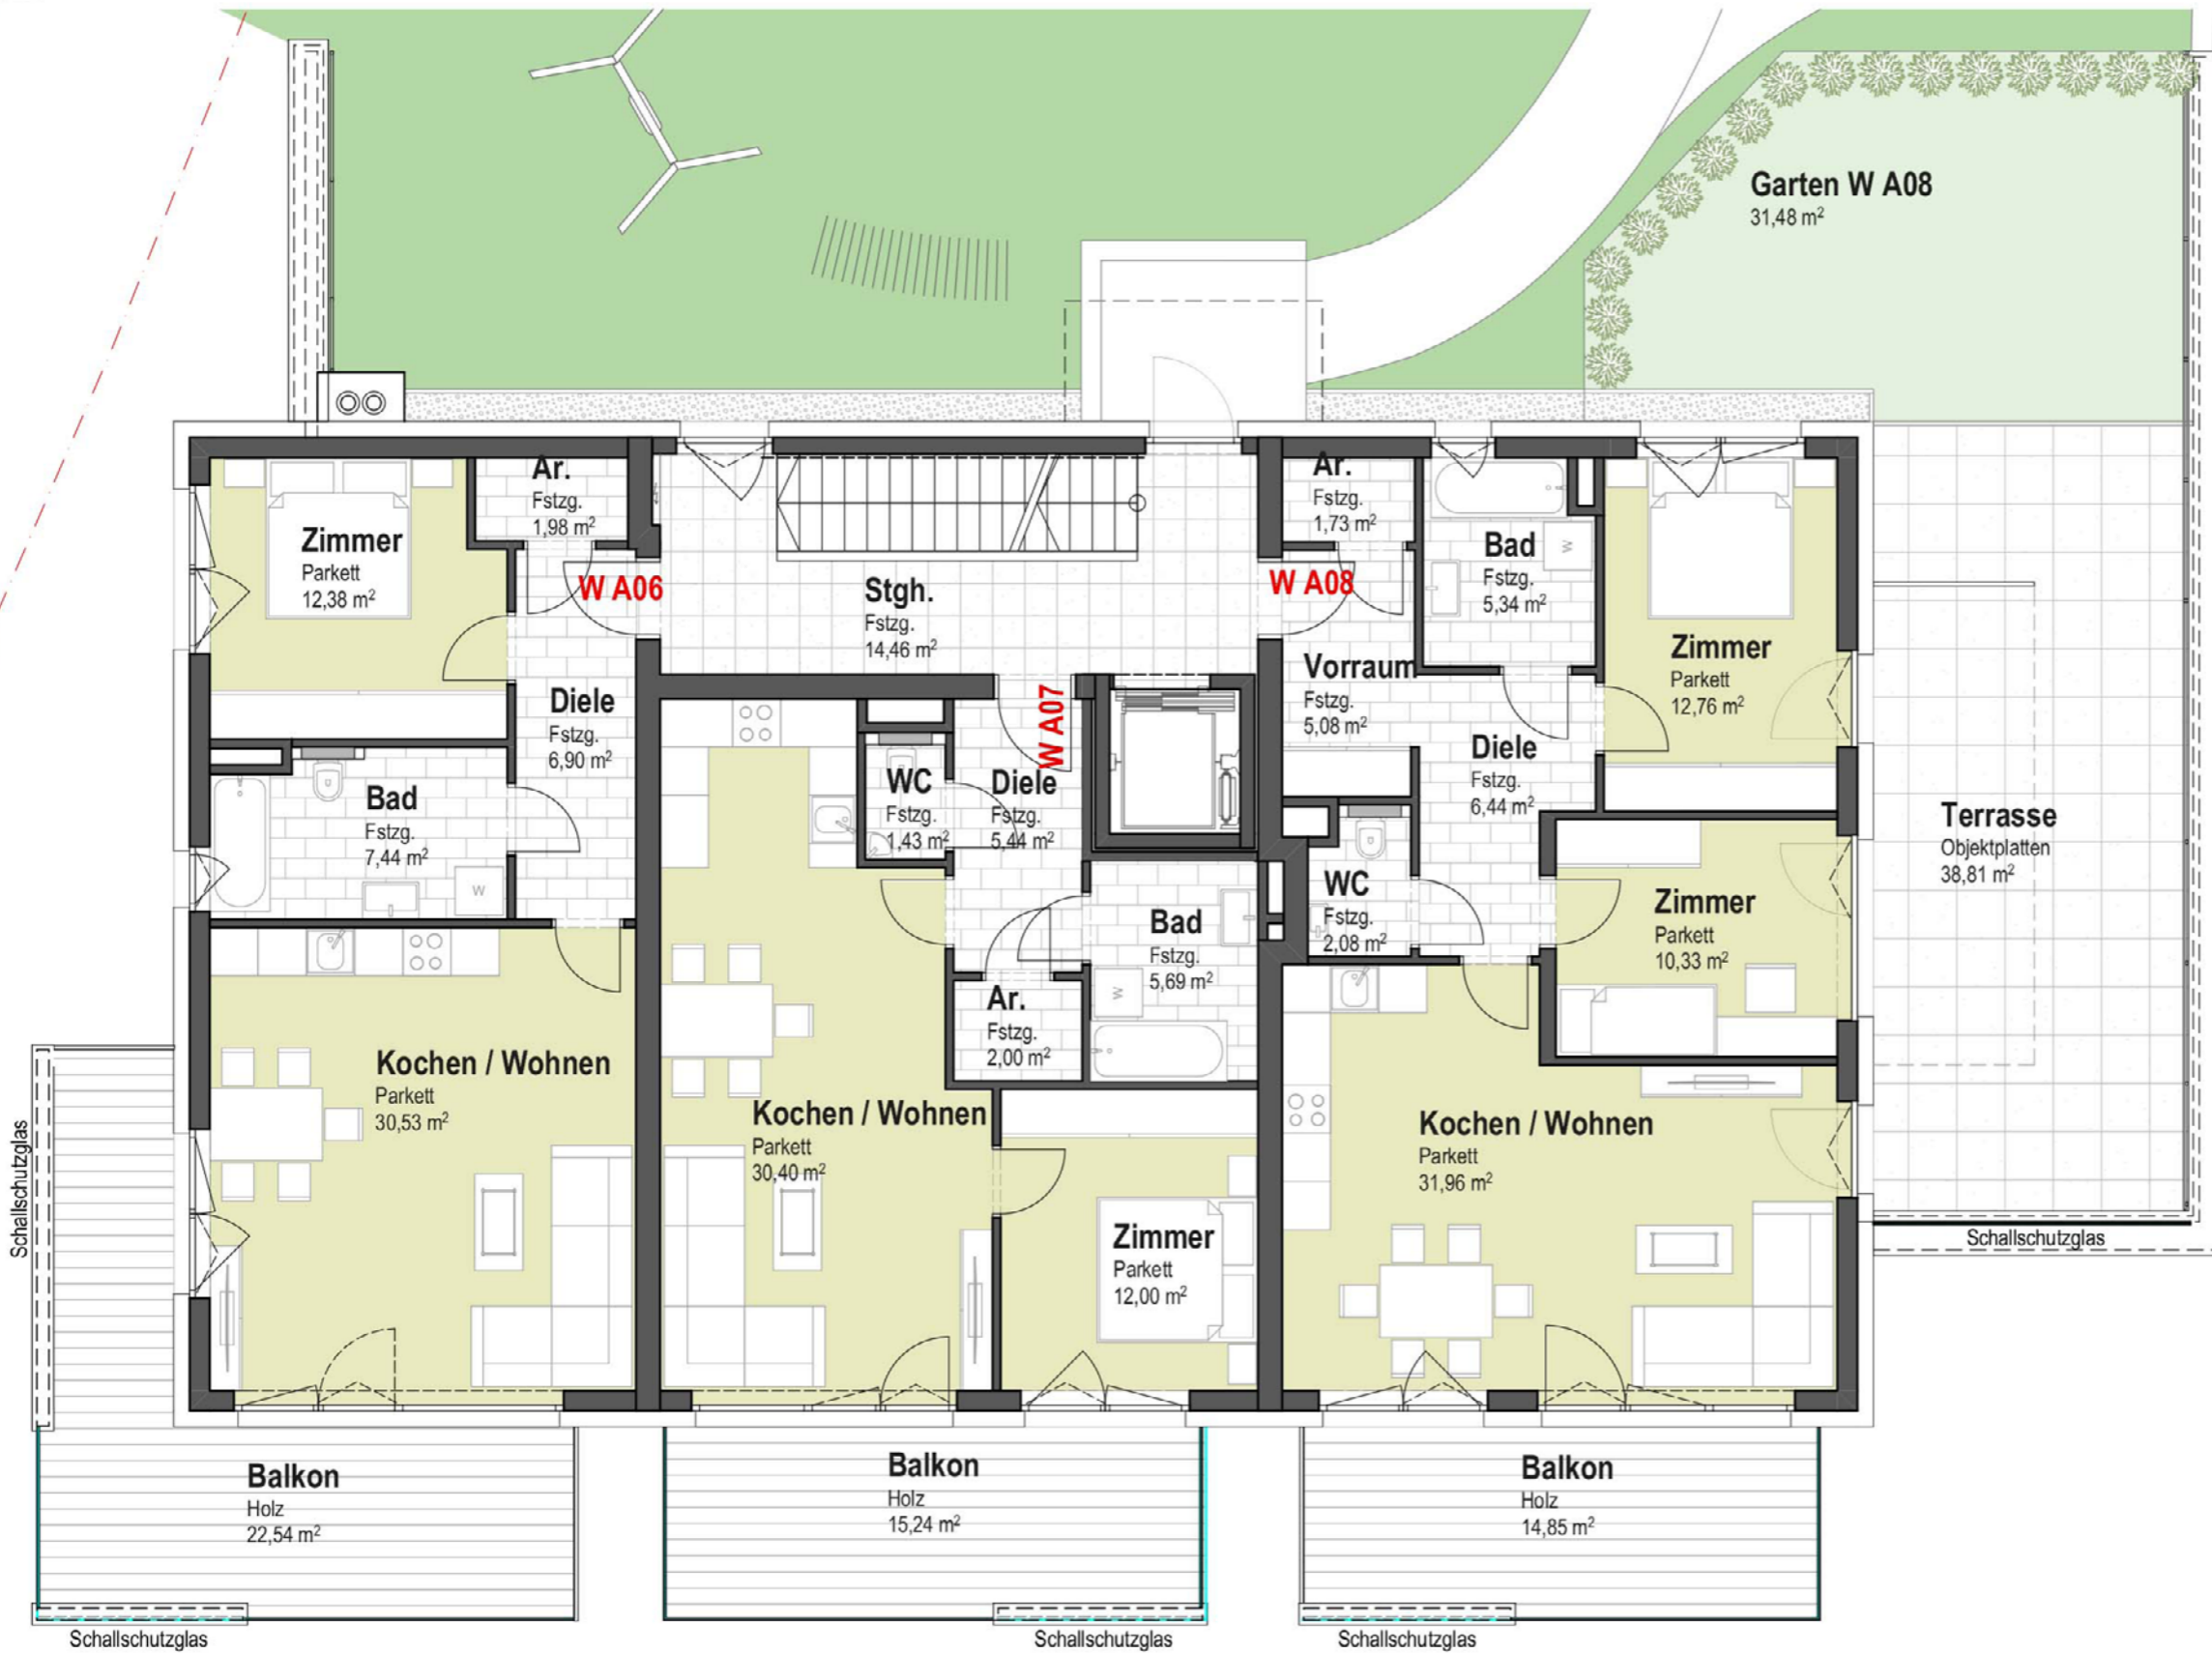 Garten W A08
31,48 m²
Ar.
Fstzg.
1,98 m²
Zimmer
Parkett
12,38 m²
W A06
Diele
Fstzg.
6,90 m²
Bad
Fstzg.
7,44 m²
W
Kochen / Wohnen
Parkett
30,53 m²
Schallschutzglas
Balkon
Holz
22,54 m²
Schallschutzglas
Stgh.
Fstzg.
14,46 m²
W A07
WC
Fstzg.
1,43 m²
Diele
Fstzg.
5,44 m²
Bad
Fstzg.
5,69 m²
W
Ar.
Fstzg.
2,00 m²
Kochen / Wohnen
Parkett
30,40 m²
Zimmer
Parkett
12,00 m²
Balkon
Holz
15,24 m²
Schallschutzglas
Ar.
Fstzg.
1,73 m²
W A08
Bad
Fstzg.
5,34 m²
W
Zimmer
Parkett
12,76 m²
Vorraum
Fstzg.
5,08 m²
Diele
Fstzg.
6,44 m²
WC
Fstzg.
2,08 m²
Zimmer
Parkett
10,33 m²
Kochen / Wohnen
Parkett
31,96 m²
Terrasse
Objektplatten
38,81 m²
Schallschutzglas
Balkon
Holz
14,85 m²
Schallschutzglas